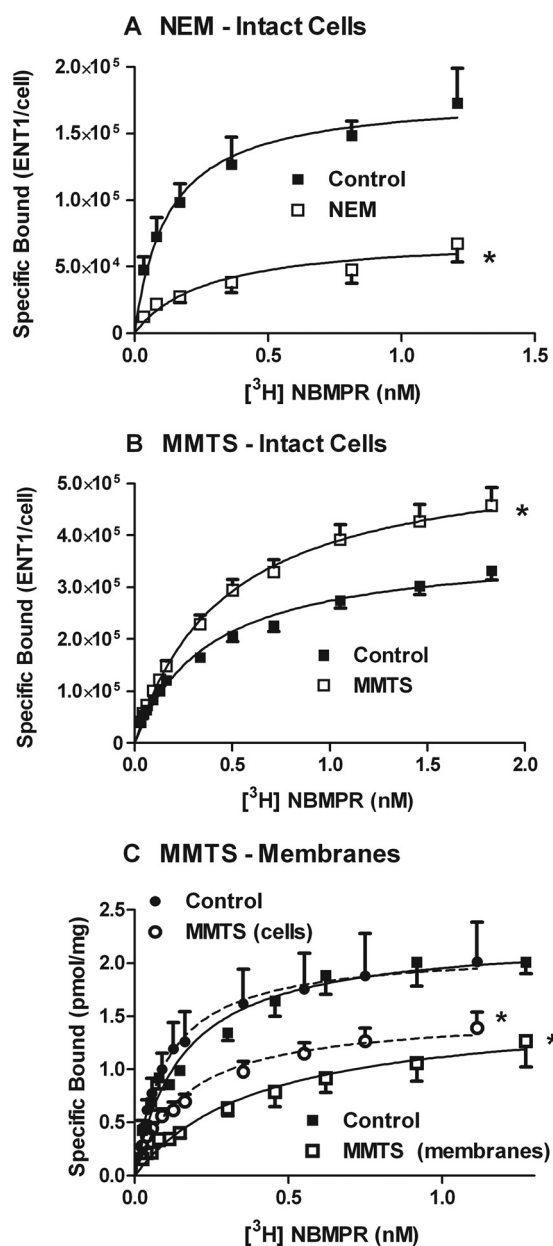 A NEM - Intact Cells
Specific Bound (ENT1/cell)
2.0×10⁵
1.5×10⁵
1.0×10⁵
5.0×10⁴
0
Control
NEM
*
0.0 0.5 1.0 1.5
[³H] NBMPR (nM)
B MMTS - Intact Cells
Specific Bound (ENT1/cell)
5.0×10⁵
4.0×10⁵
3.0×10⁵
2.0×10⁵
1.0×10⁵
0
*
Control
MMTS
0.0 0.5 1.0 1.5 2.0
[³H] NBMPR (nM)
C MMTS - Membranes
Specific Bound (pmol/mg)
Control
MMTS (cells)
2.5
2.0
1.5
1.0
0.5
0.0
*
*
Control
MMTS (membranes)
0.0 0.5 1.0
[³H] NBMPR (nM)